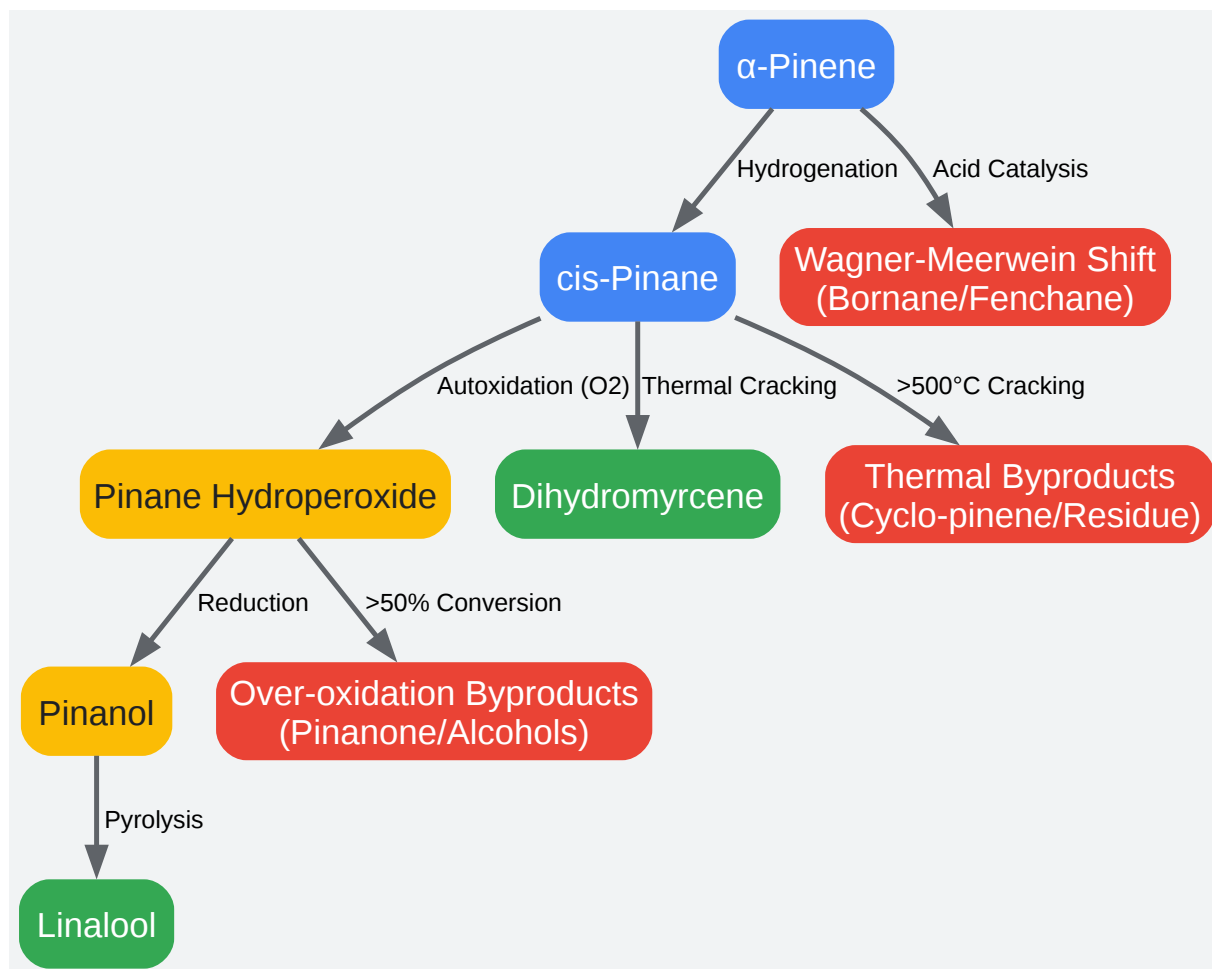 α-Pinene
Hydrogenation
Acid Catalysis
cis-Pinane
Wagner-Meerwein Shift
(Bornane/Fenchane)
Autoxidation (O2)
Thermal Cracking
>500°C Cracking
Pinane Hydroperoxide
Dihydromyrcene
Thermal Byproducts
(Cyclo-pinene/Residue)
Reduction
>50% Conversion
Pinanol
Over-oxidation Byproducts
(Pinanone/Alcohols)
Pyrolysis
Linalool